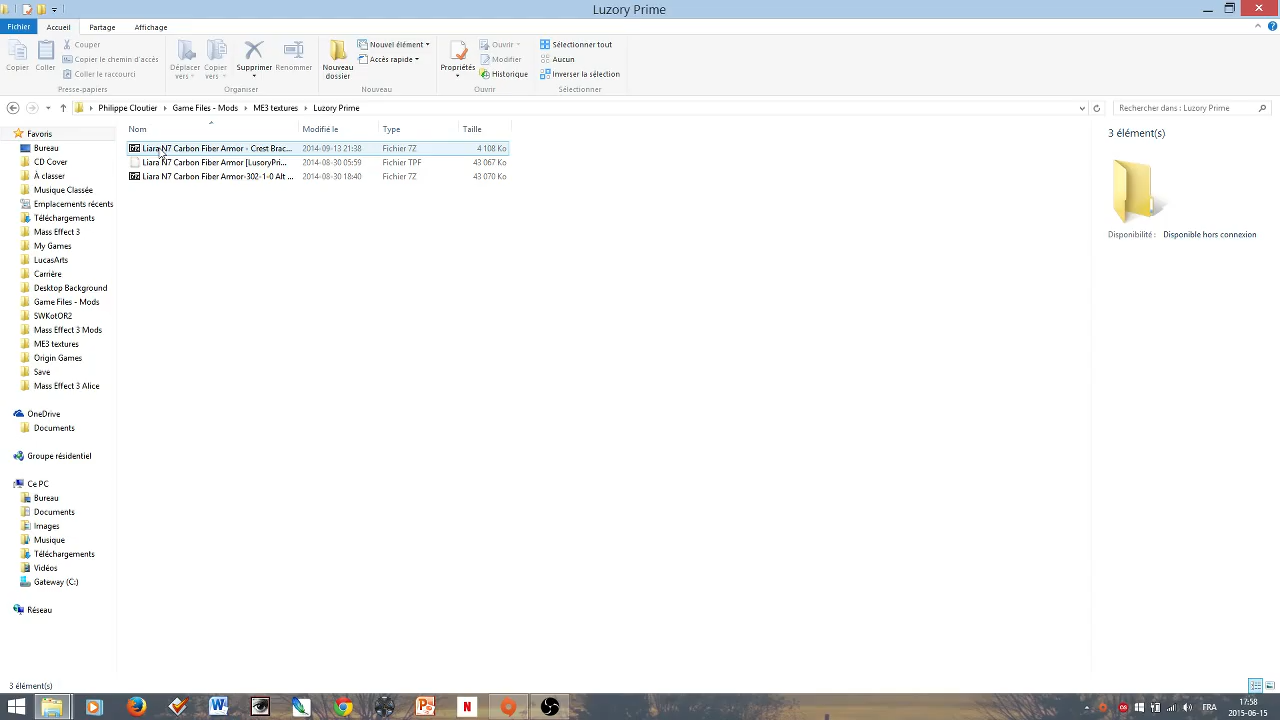 Luzory Prime
Fichier
Accueil
Partage
Affichage
Copier
Coller
Couper
Copier le chemin d'accès
Coller le raccourci
Presse-papiers
Déplacer vers
Copier vers
Supprimer
Renommer
Organiser
Nouveau dossier
Nouvel élément
Accès rapide
Nouveau
Propriétés
Ouvrir
Modifier
Historique
Ouvrir
Sélectionner tout
Aucun
Inverser la sélection
Sélectionner
Philippe Cloutier
Game Files - Mods
ME3 textures
Luzory Prime
Rechercher dans : Luzory Prime
Nom
Modifié le
Type
Taille
Liara N7 Carbon Fiber Armor - Crest Brac... 2014-09-13 21:38 Fichier 7Z 4 108 Ko
Liara N7 Carbon Fiber Armor [LusoryPri... 2014-08-30 05:59 Fichier TPF 43 067 Ko
Liara N7 Carbon Fiber Armor-302-1-0 Alt ... 2014-08-30 18:40 Fichier 7Z 43 070 Ko
3 élément(s)
Disponibilité : Disponible hors connexion
Favoris
Bureau
CD Cover
À classer
Musique Classée
Emplacements récents
Téléchargements
Mass Effect 3
My Games
LucasArts
Carrière
Desktop Background
Game Files - Mods
SWKotOR2
Mass Effect 3 Mods
ME3 textures
Origin Games
Save
Mass Effect 3 Alice
OneDrive
Documents
Groupe résidentiel
Ce PC
Bureau
Documents
Images
Musique
Téléchargements
Vidéos
Gateway (C:)
Réseau
3 élément(s)
FRA
17:58
2015-06-15